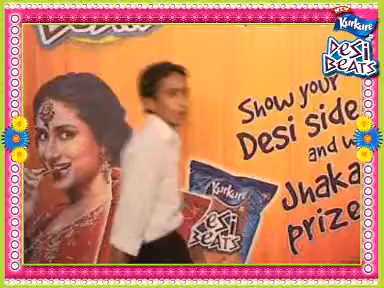 NEW
Kurkure
Desi
BEATS
Show your
Desi side
and w
Jhaka
prize
Kurkure
Desi
BEATS